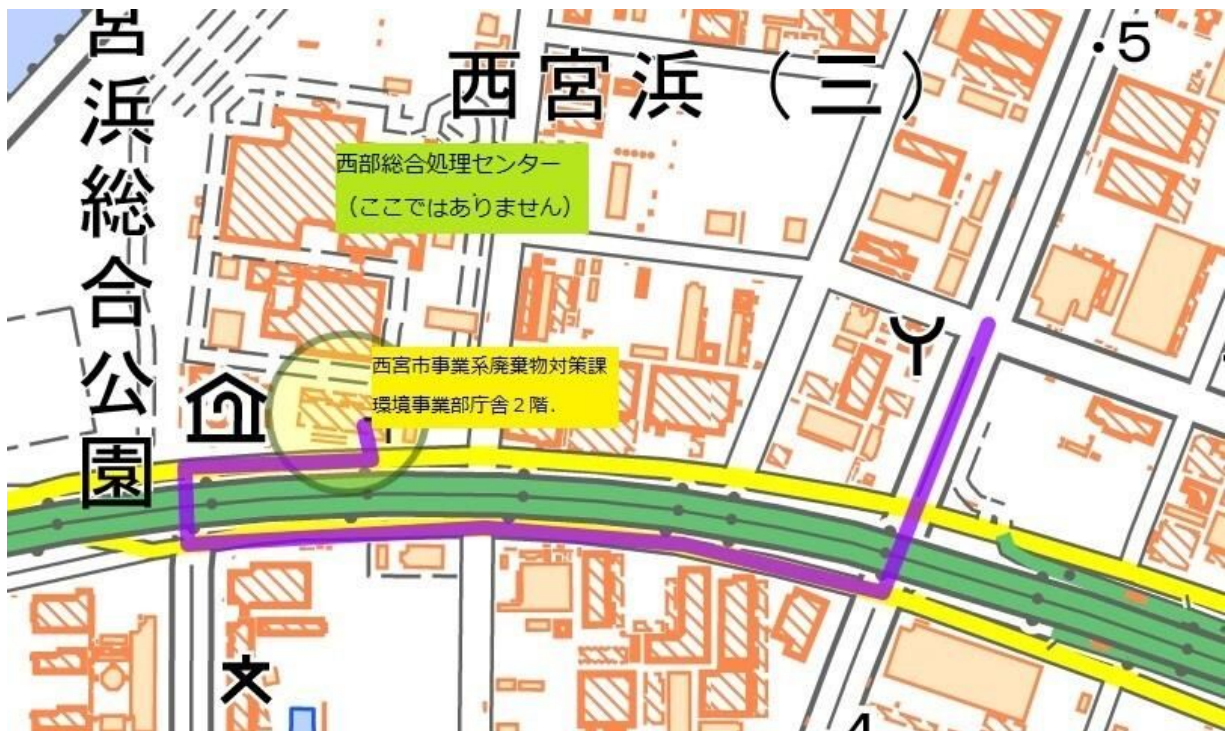 宮浜総合公園
西宮浜（三）
・5
西部総合処理センター
（ここではありません）
西宮市事業系廃棄物対策課
環境事業部庁舎２階.
文
4